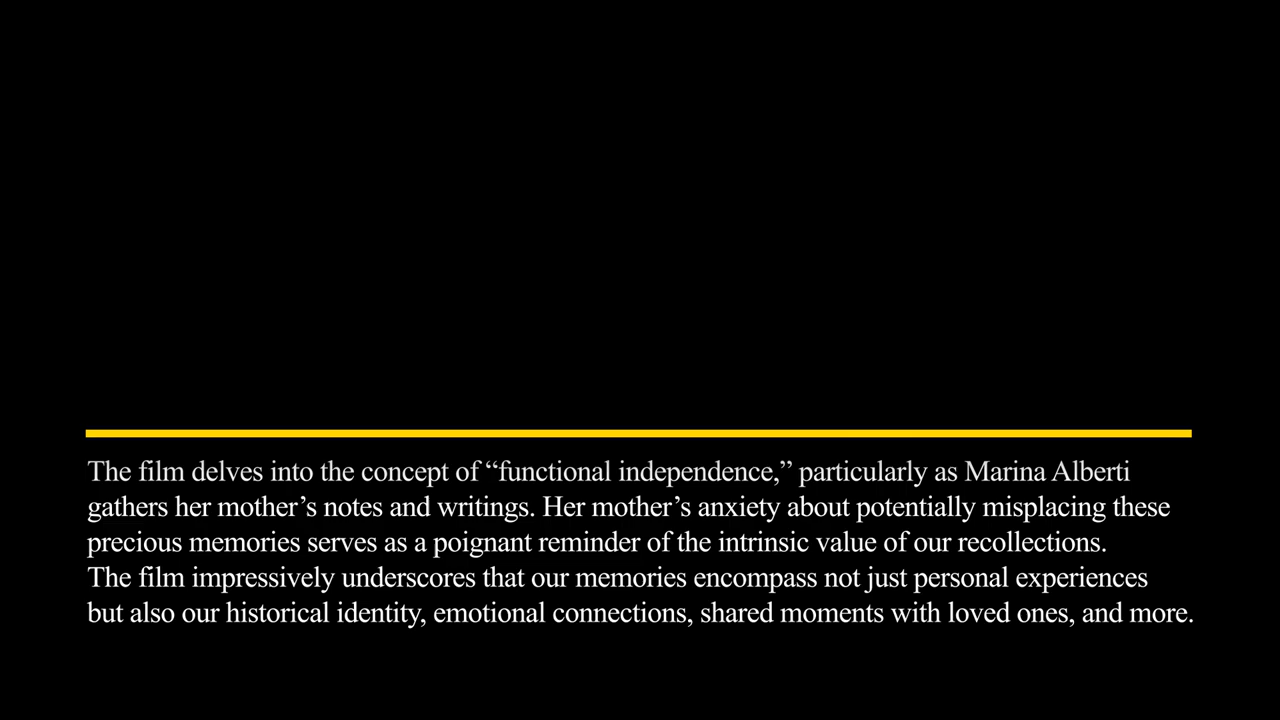 The film delves into the concept of “functional independence,” particularly as Marina Alberti
gathers her mother’s notes and writings. Her mother’s anxiety about potentially misplacing these
precious memories serves as a poignant reminder of the intrinsic value of our recollections.
The film impressively underscores that our memories encompass not just personal experiences
but also our historical identity, emotional connections, shared moments with loved ones, and more.